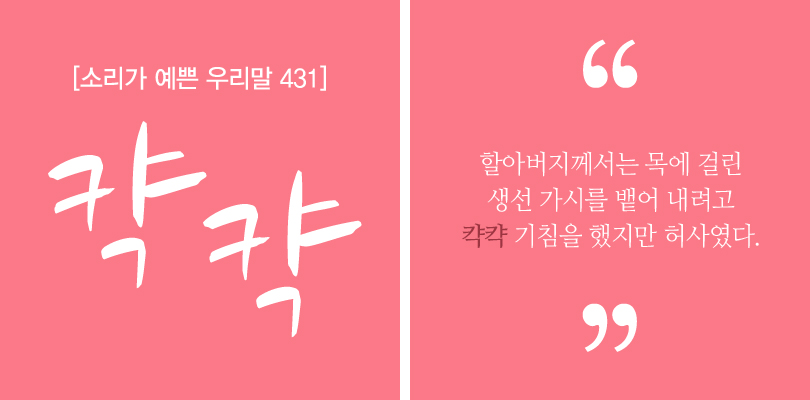 [소리가 예쁜 우리말 431]
캭캭
“
할아버지께서는 목에 걸린
생선 가시를 뱉어 내려고
캭캭 기침을 했지만 허사였다.
”